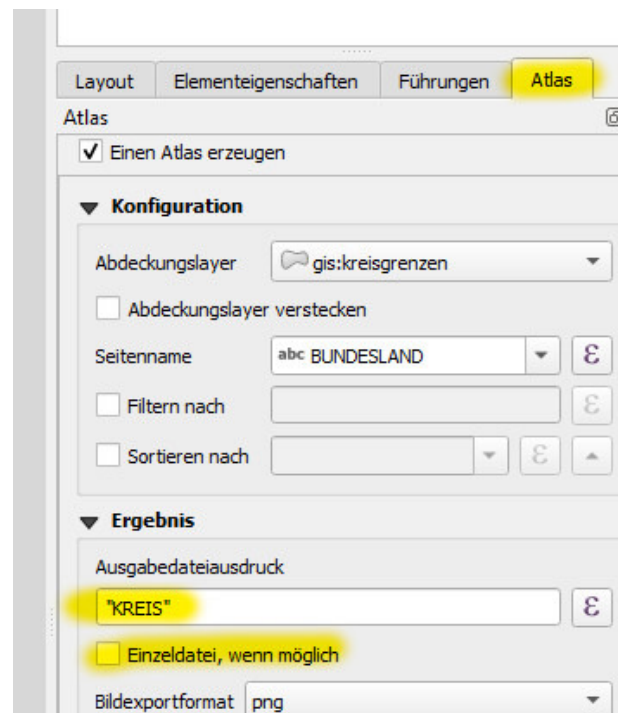 Layout Elementeigenschaften Führungen Atlas
Atlas
Einen Atlas erzeugen
Konfiguration
Abdeckungslayer gis:kreisgrenzen
Abdeckungslayer verstecken
Seitenname abc BUNDESLAND ε
Filtern nach ε
Sortieren nach ε
Ergebnis
Ausgabedateiausdruck
"KREIS" ε
Einzeldatei, wenn möglich
Bildexportformat png